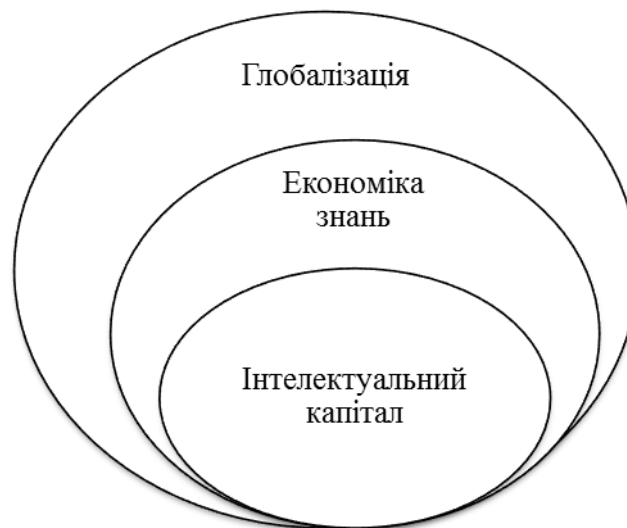 Глобалізація
Економіка
знань
Інтелектуальний
капітал